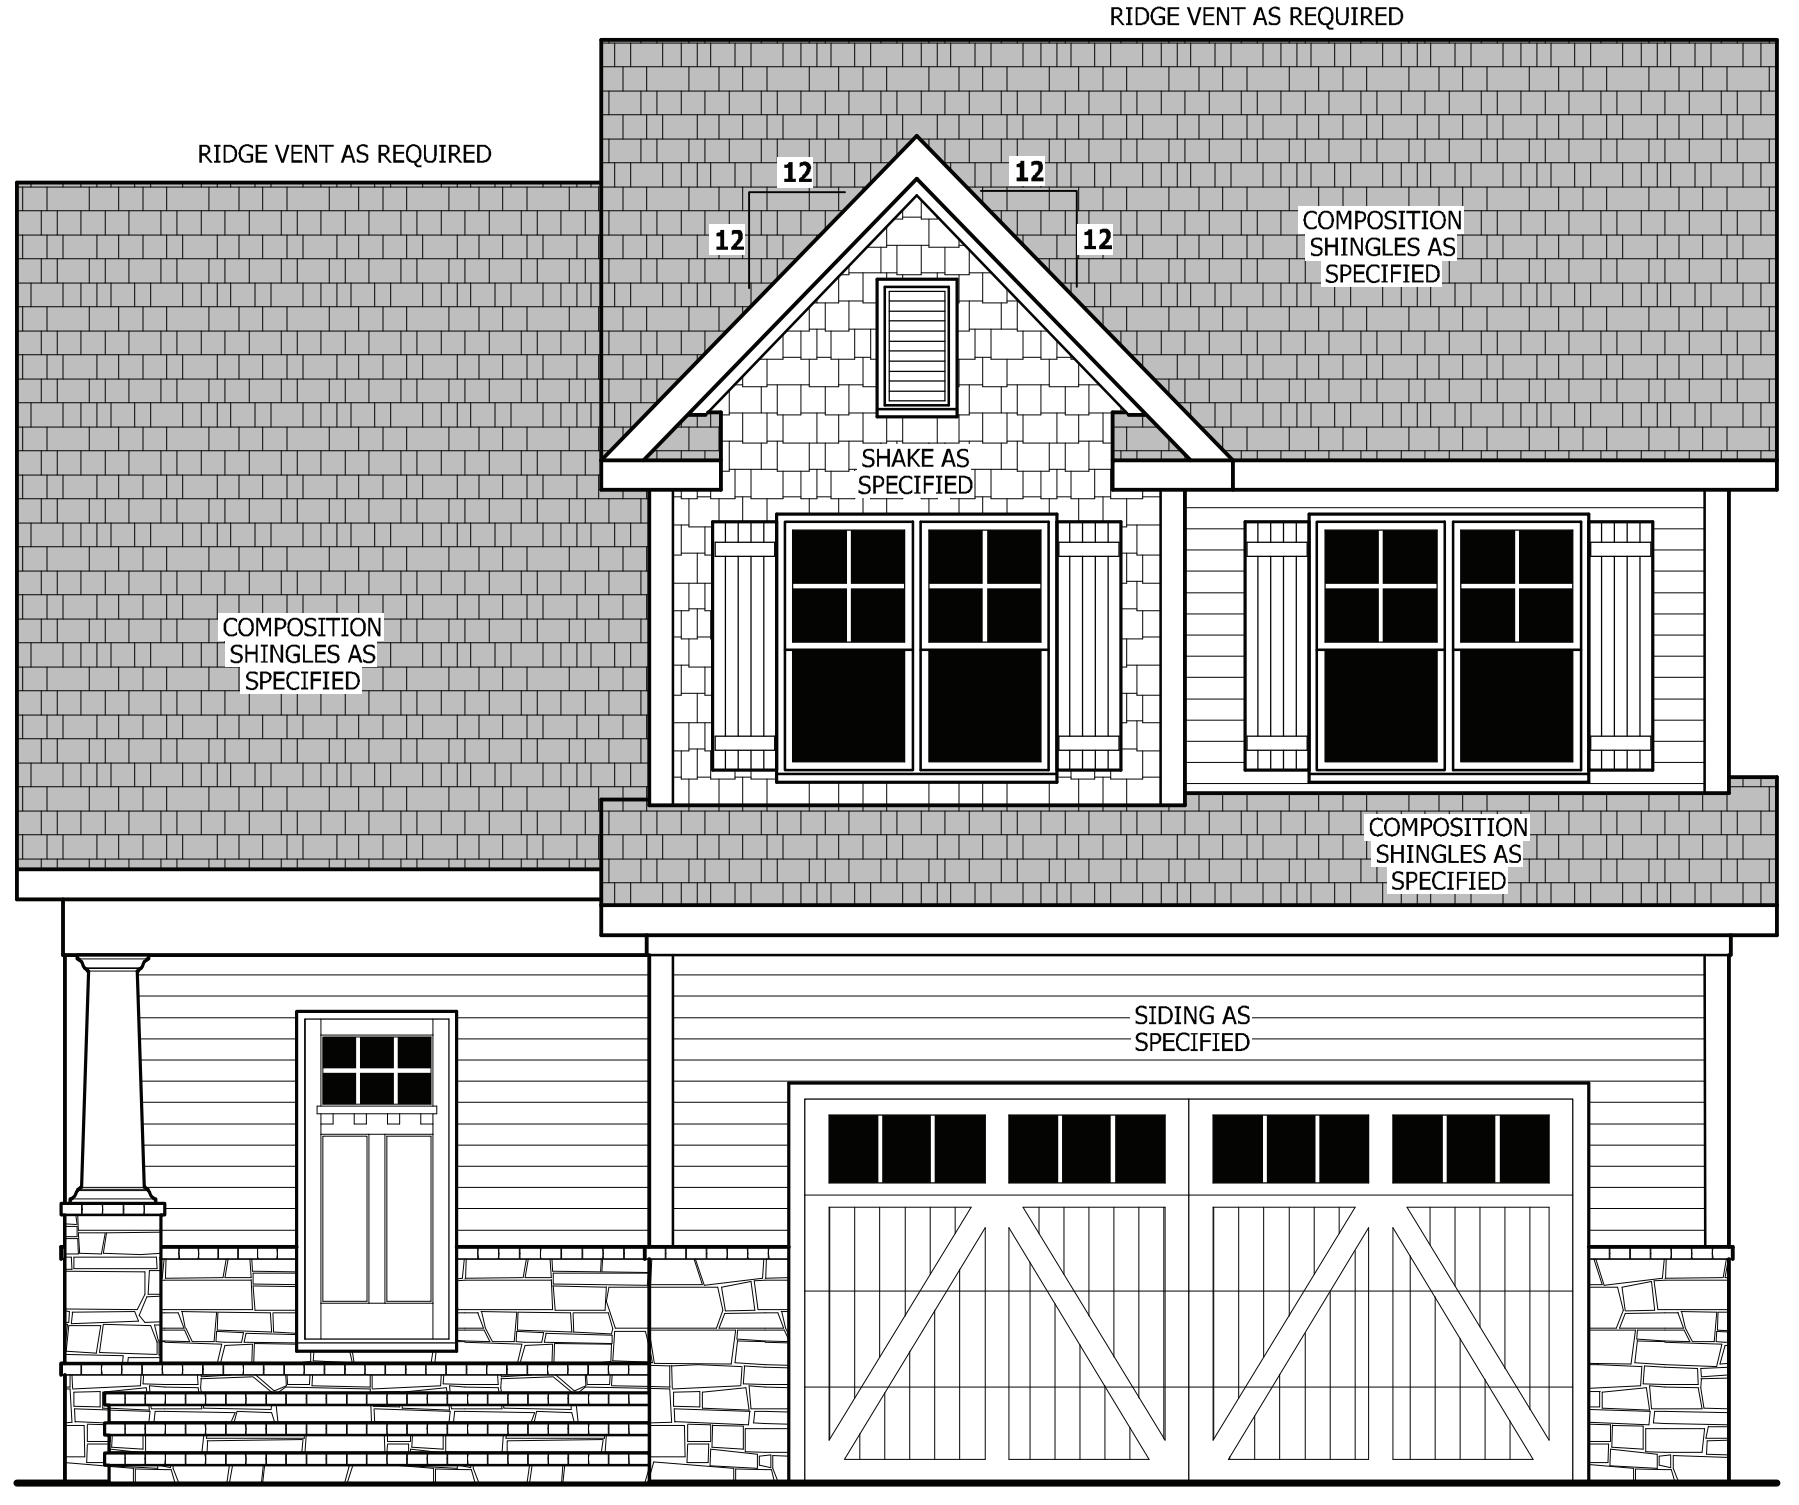 RIDGE VENT AS REQUIRED
RIDGE VENT AS REQUIRED
12
12
12
12
COMPOSITION
SHINGLES AS
SPECIFIED
SHAKE AS
SPECIFIED
COMPOSITION
SHINGLES AS
SPECIFIED
COMPOSITION
SHINGLES AS
SPECIFIED
SIDING AS
SPECIFIED